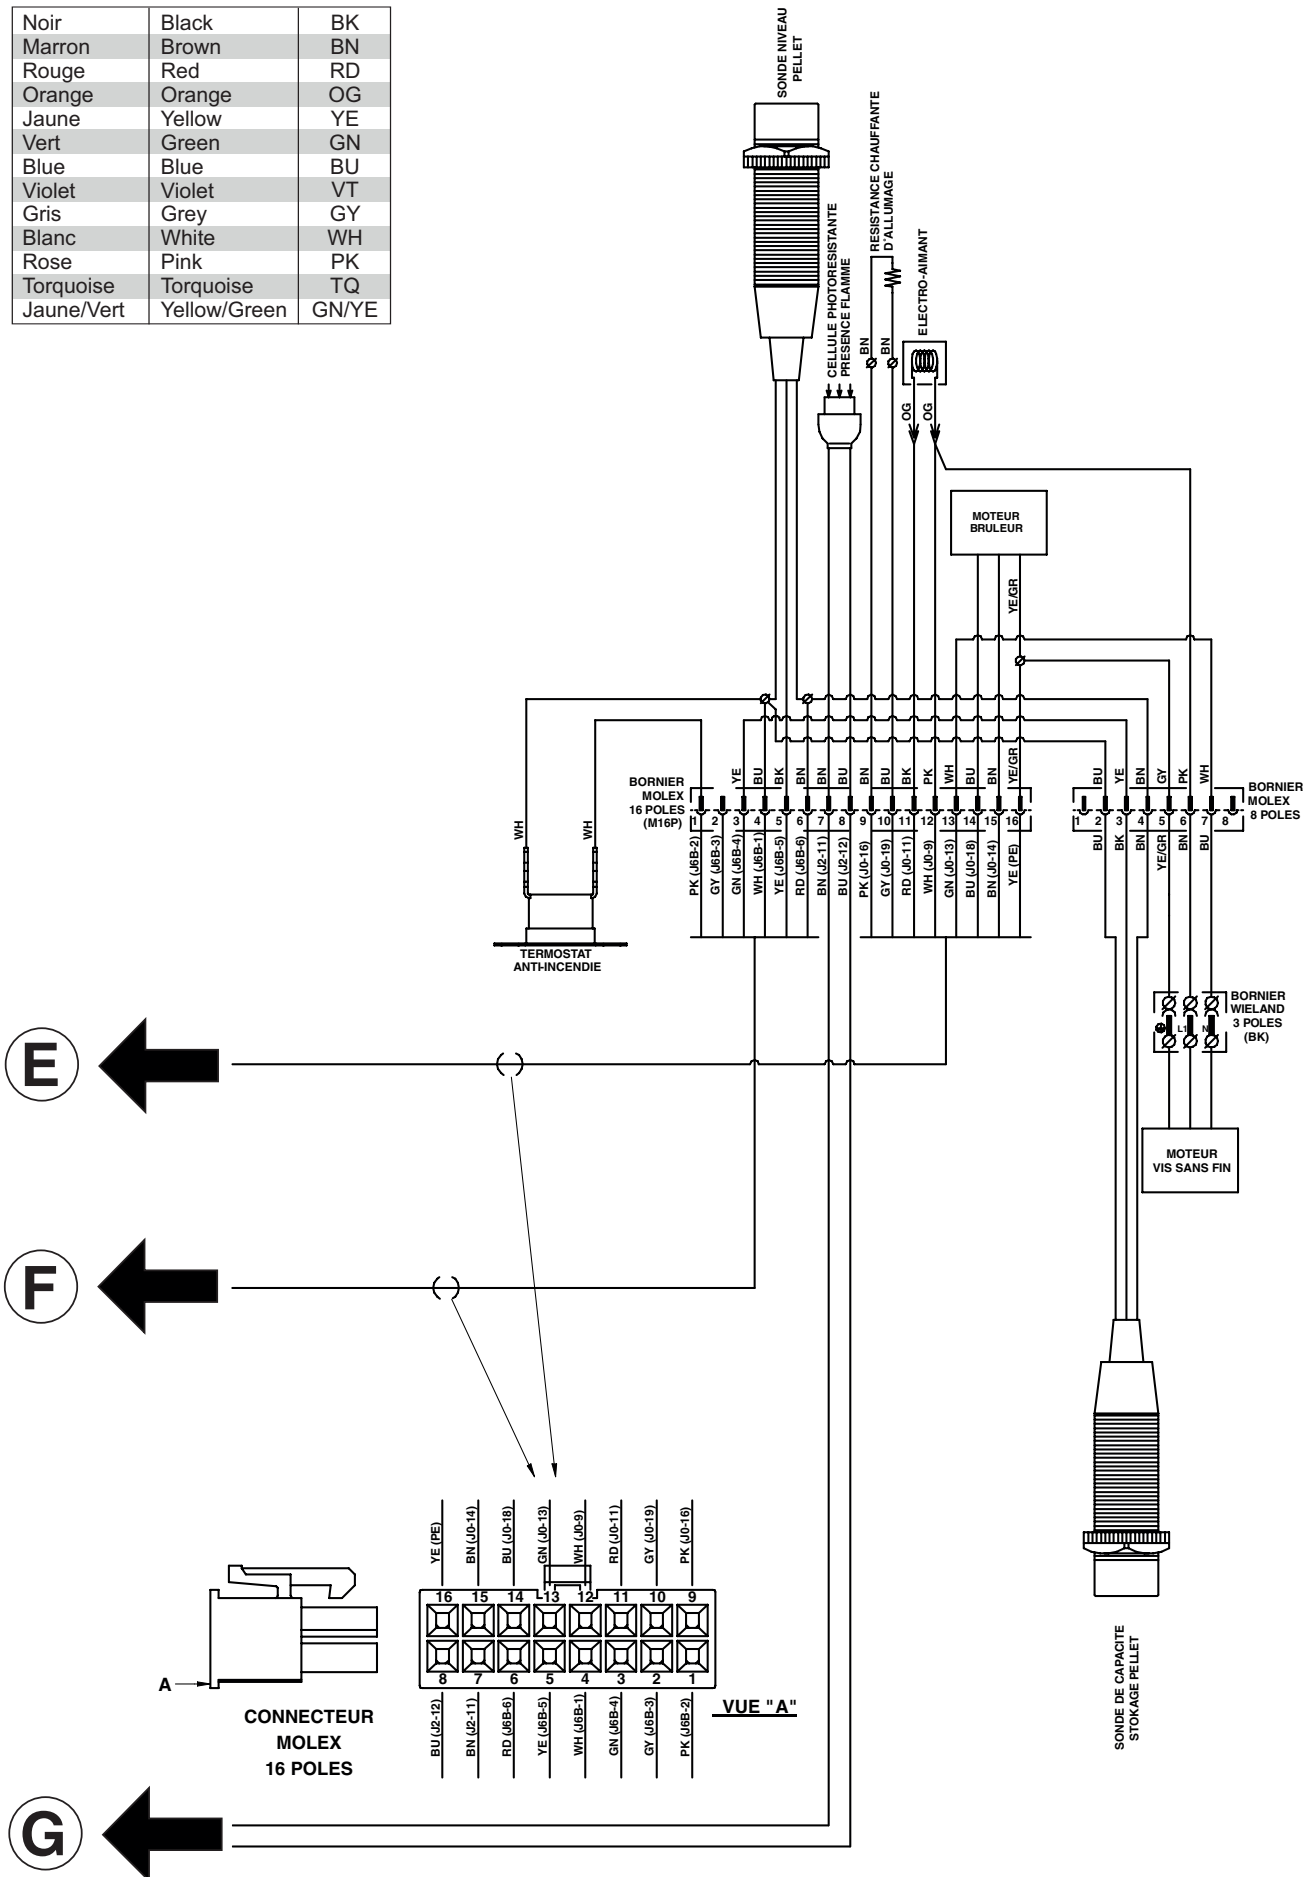 Noir Black BK
Marron Brown BN
Rouge Red RD
Orange Orange OG
Jaune Yellow YE
Vert Green GN
Blue Blue BU
Violet Violet VT
Gris Grey GY
Blanc White WH
Rose Pink PK
Torquoise Torquoise TQ
Jaune/Vert Yellow/Green GN/YE
SONDE NIVEAU
PELLET
CELLULE PHOTORESISTANTE
PRESENCE FLAMME
RESISTANCE CHAUFFANTE
D'ALLUMAGE
ELECTRO-AIMANT
BN
BN
OG
OG
MOTEUR
BRULEUR
YE/GR
BORNIER
MOLEX
16 POLES
(M16P)
YE
BU
BK
BN
BN
BU
BN
BU
BK
PK
WH
BU
BN
YE/GR
1 2 3 4 5 6 7 8 9 10 11 12 13 14 15 16
PK (J6B-2)
GY (J6B-3)
GN (J6B-4)
WH (J6B-1)
YE (J6B-5)
RD (J6B-6)
BN (J2-11)
BU (J2-12)
PK (J0-16)
GY (J0-19)
RD (J0-11)
WH (J0-9)
GN (J0-13)
BU (J0-18)
BN (J0-14)
YE (PE)
BU
YE
BN
GY
PK
WH
BORNIER
MOLEX
8 POLES
1 2 3 4 5 6 7 8
BU
BK
BN
YE/GR
BN
BU
WH
WH
TERMOSTAT
ANTI-INCENDIE
BORNIER
WIELAND
3 POLES
(BK)
L1
N
MOTEUR
VIS SANS FIN
E
F
YE (PE)
BN (J0-14)
BU (J0-18)
GN (J0-13)
WH (J0-9)
RD (J0-11)
GY (J0-19)
PK (J0-16)
16 15 14 13 12 11 10 9
8 7 6 5 4 3 2 1
BU (J2-12)
BN (J2-11)
RD (J6B-6)
YE (J6B-5)
WH (J6B-1)
GN (J6B-4)
GY (J6B-3)
PK (J6B-2)
VUE "A"
A
CONNECTEUR
MOLEX
16 POLES
SONDE DE CAPACITE
STOKAGE PELLET
G